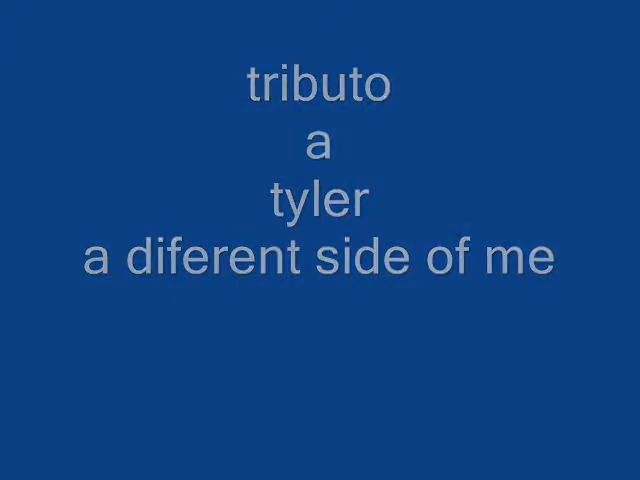 tributo
a
tyler
a diferent side of me